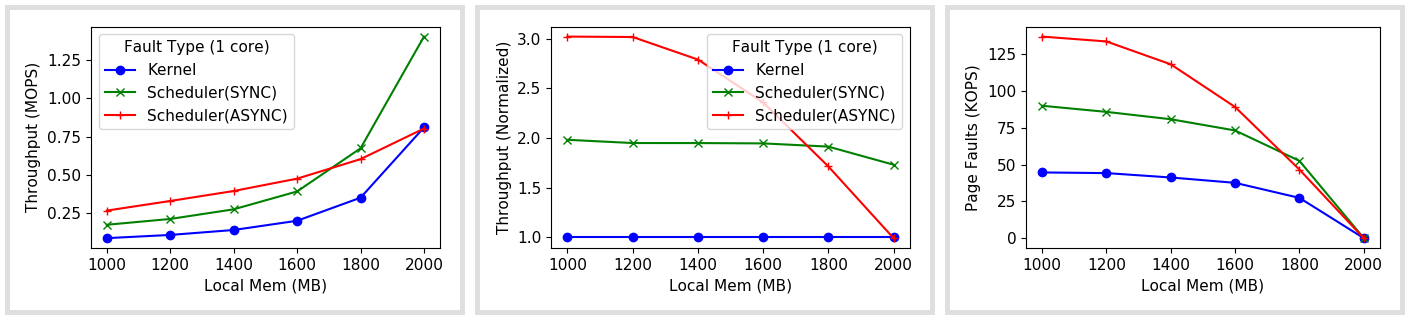 Throughput (MOPS)
1.25
1.00
0.75
0.50
0.25
Fault Type (1 core)
Kernel
Scheduler(SYNC)
Scheduler(ASYNC)
1000 1200 1400 1600 1800 2000
Local Mem (MB)
Throughput (Normalized)
3.0
2.5
2.0
1.5
1.0
Fault Type (1 core)
Kernel
Scheduler(SYNC)
Scheduler(ASYNC)
1000 1200 1400 1600 1800 2000
Local Mem (MB)
Page Faults (KOPS)
125
100
75
50
25
0
1000 1200 1400 1600 1800 2000
Local Mem (MB)